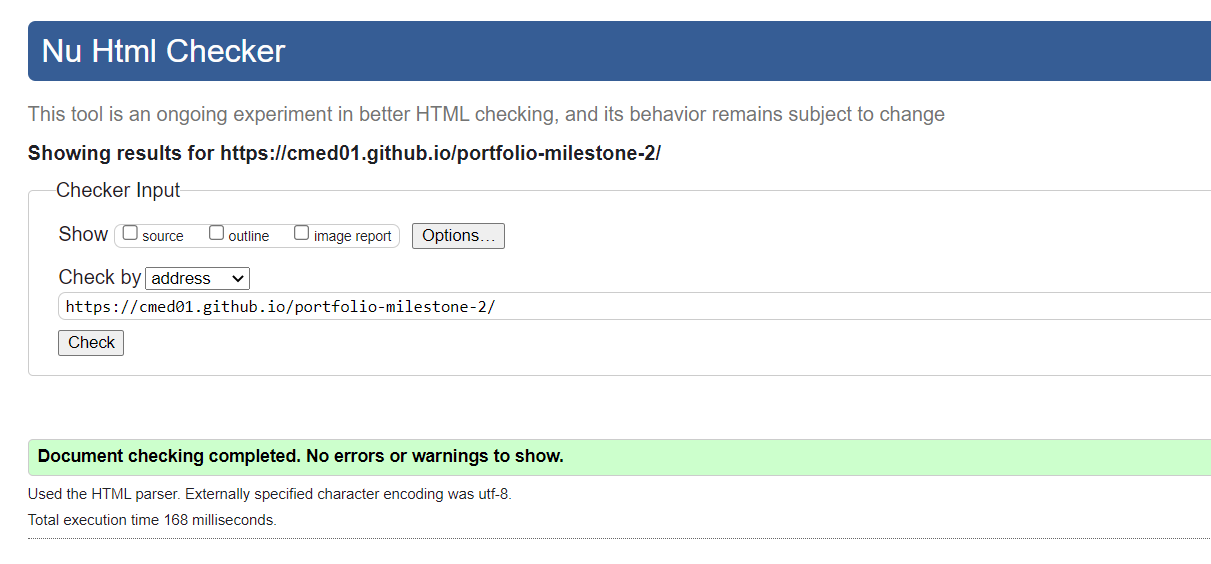 Nu Html Checker
This tool is an ongoing experiment in better HTML checking, and its behavior remains subject to change
Showing results for https://cmed01.github.io/portfolio-milestone-2/
Checker Input
Show source outline image report Options…
Check by address
https://cmed01.github.io/portfolio-milestone-2/
Check
Document checking completed. No errors or warnings to show.
Used the HTML parser. Externally specified character encoding was utf-8.
Total execution time 168 milliseconds.